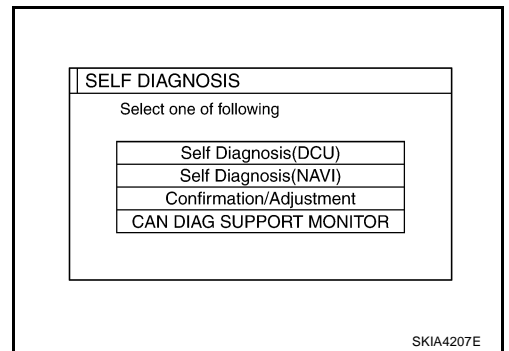 SELF DIAGNOSIS
Select one of following
Self Diagnosis(DCU)
Self Diagnosis(NAVI)
Confirmation/Adjustment
CAN DIAG SUPPORT MONITOR
SKIA4207E